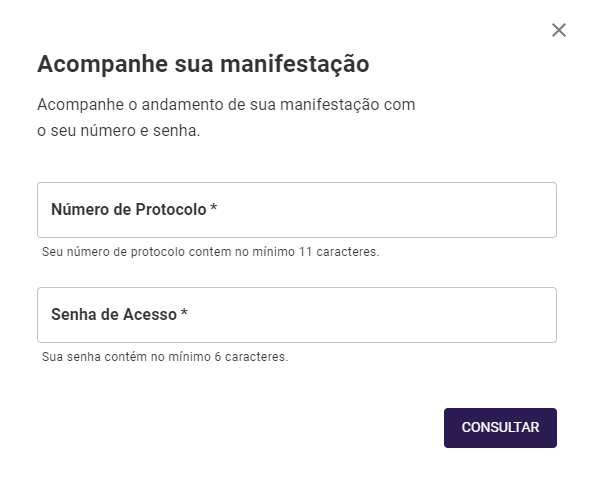 Acompanhe sua manifestação
Acompanhe o andamento de sua manifestação com
o seu número e senha.
Número de Protocolo *
Seu número de protocolo contem no mínimo 11 caracteres.
Senha de Acesso *
Sua senha contém no mínimo 6 caracteres.
CONSULTAR